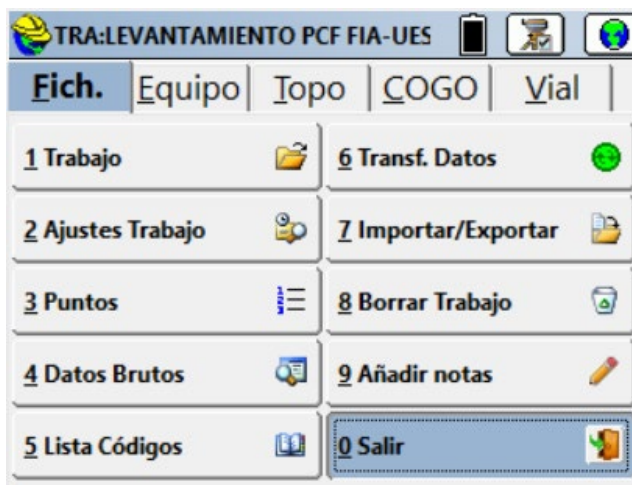 TRA:LEVANTAMIENTO PCF FIA-UES
Fich. Equipo Topo COGO Vial
1 Trabajo
6 Transf. Datos
2 Ajustes Trabajo
7 Importar/Exportar
3 Puntos
8 Borrar Trabajo
4 Datos Brutos
9 Añadir notas
5 Lista Códigos
0 Salir